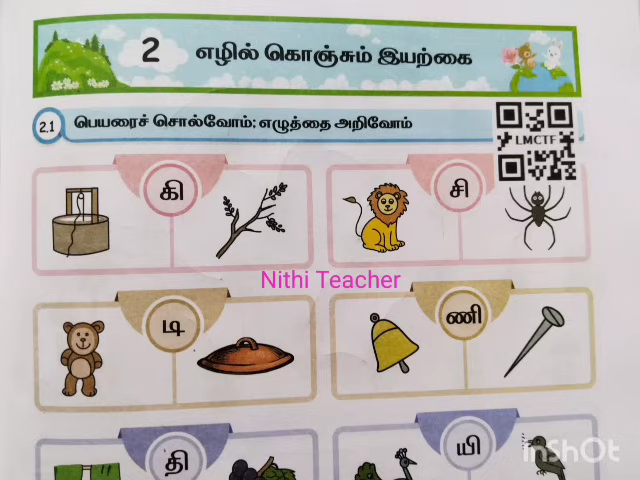 2 எழில் கொஞ்சும் இயற்கை
2.1 பெயரைச் சொல்வோம்; எழுத்தை அறிவோம்
LMCTF
கி
சி
Nithi Teacher
டி
ணி
தி
யி
InShOt